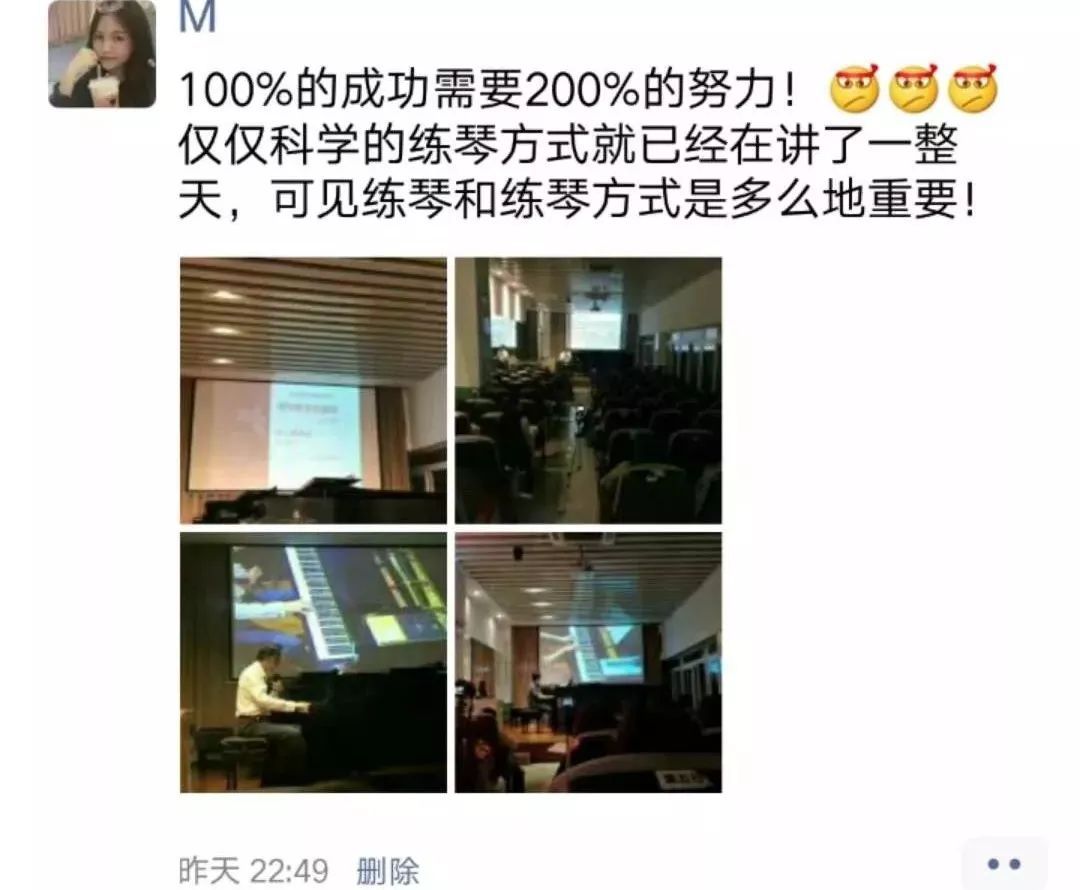 M
100%的成功需要200%的努力！
仅仅科学的练琴方式就已经在讲了一整
天，可见练琴和练琴方式是多么地重要！
昨天 22:49 删除